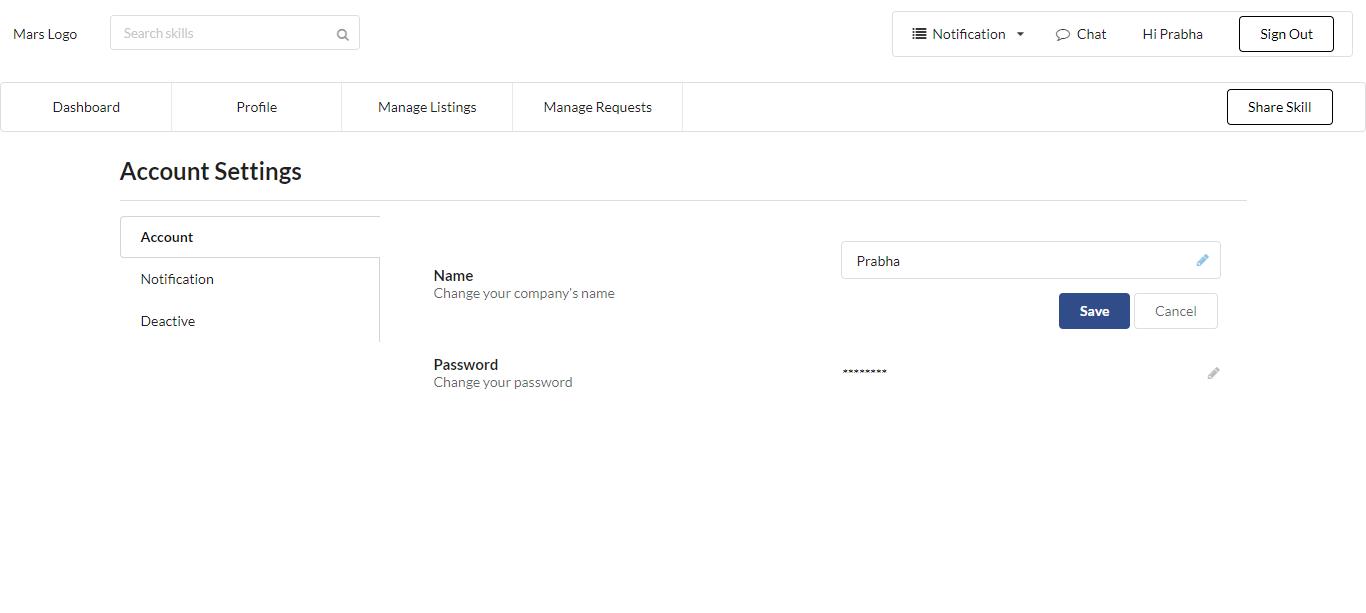 Mars Logo
Search skills
Notification
Chat
Hi Prabha
Sign Out
Dashboard
Profile
Manage Listings
Manage Requests
Share Skill
Account Settings
Account
Notification
Deactive
Name
Change your company's name
Prabha
Save
Cancel
Password
Change your password
********